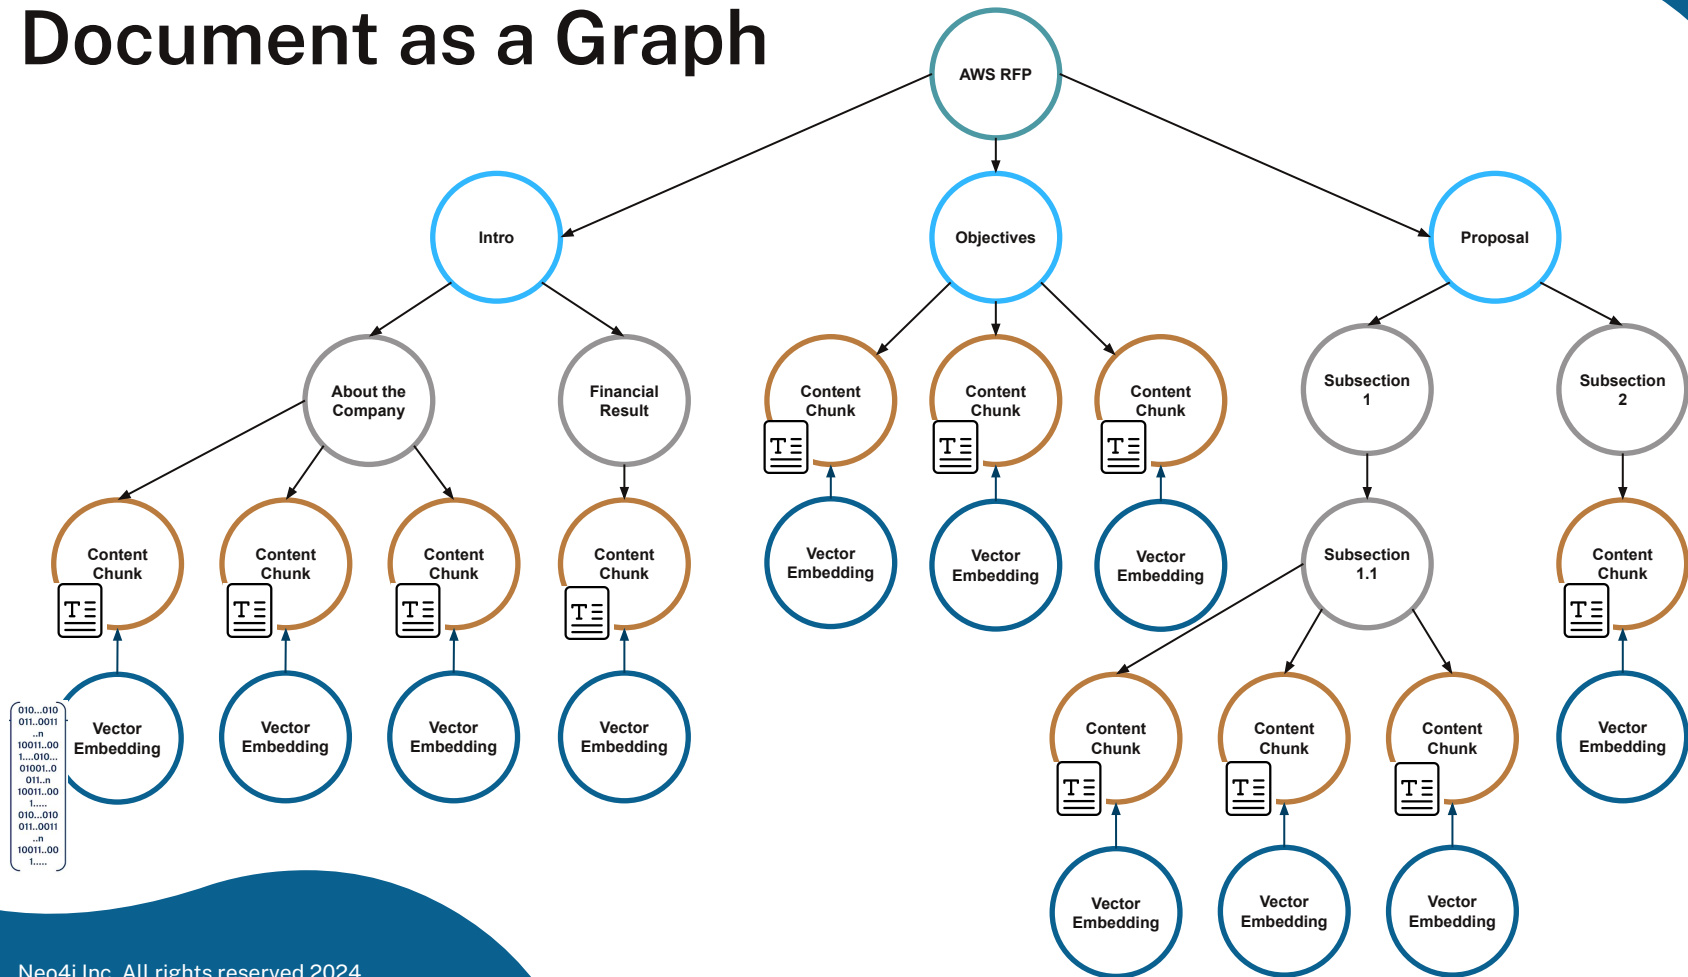 Document as a Graph
AWS RFP
Intro
Objectives
Proposal
About the
Company
Financial
Result
Content
Chunk
Content
Chunk
Content
Chunk
Subsection
1
Subsection
2
Content
Chunk
Content
Chunk
Content
Chunk
Content
Chunk
Vector
Embedding
Vector
Embedding
Vector
Embedding
Subsection
1.1
Content
Chunk
Vector
Embedding
Vector
Embedding
Vector
Embedding
Vector
Embedding
Content
Chunk
Content
Chunk
Content
Chunk
Vector
Embedding
010...010
011..0011
..n
10011..00
1....010...
01001..0
011..n
10011..00
1.....
010...010
011..0011
..n
10011..00
1.....
Vector
Embedding
Vector
Embedding
Vector
Embedding
Neo4j Inc. All rights reserved 2024